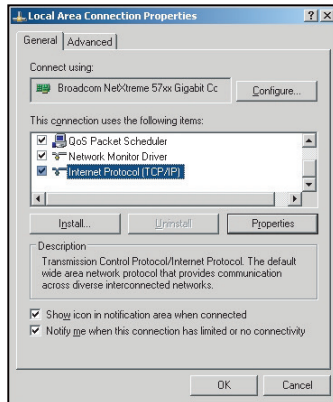 Local Area Connection Properties
General
Advanced
Connect using:
Broadcom NetXtreme 57xx Gigabit Cc
Configure...
This connection uses the following items:
QoS Packet Scheduler
Network Monitor Driver
Internet Protocol (TCP/IP)
Install...
Uninstall
Properties
Description
Transmission Control Protocol/Internet Protocol. The default
wide area network protocol that provides communication
across diverse interconnected networks.
Show icon in notification area when connected
Notify me when this connection has limited or no connectivity
OK
Cancel